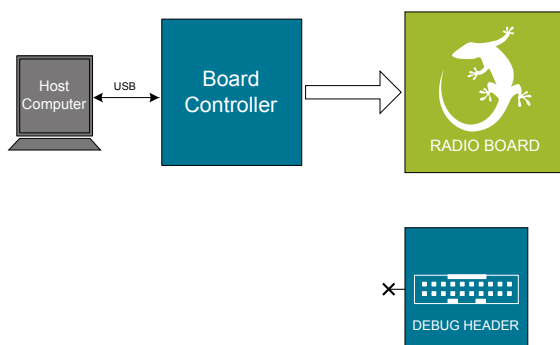 Host
Computer
USB
Board
Controller
RADIO BOARD
DEBUG HEADER